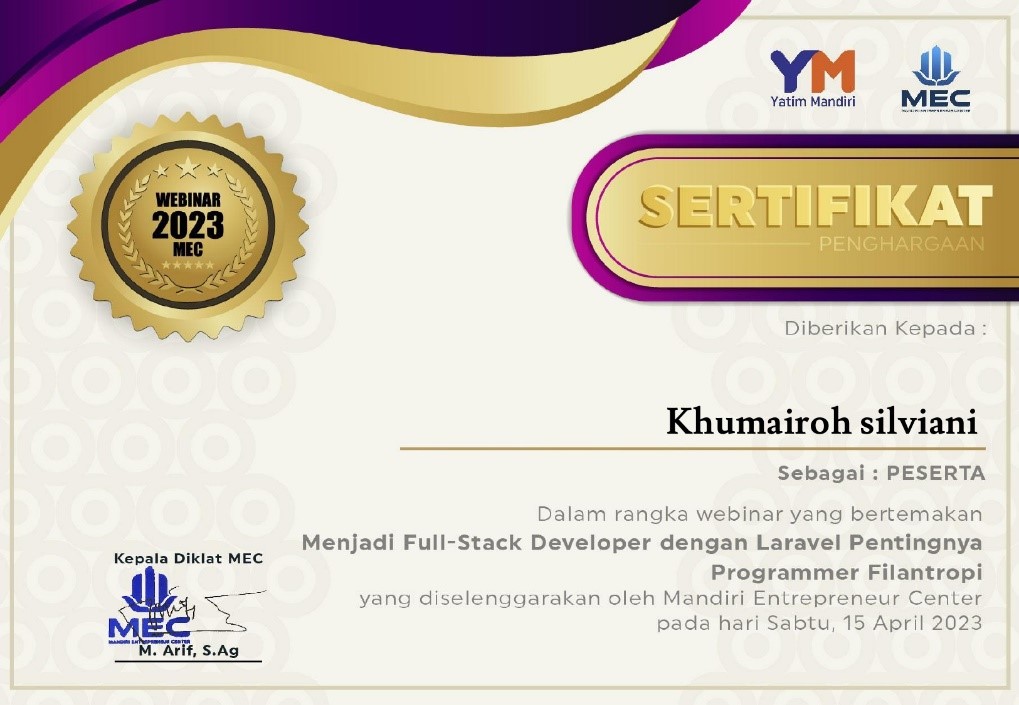 YM
Yatim Mandiri
MEC
WEBINAR
2023
MEC
SERTIFIKAT
PENGHARGAAN
Diberikan Kepada :
Khumairoh silviani
Sebagai : PESERTA
Dalam rangka webinar yang bertemakan
Menjadi Full-Stack Developer dengan Laravel Pentingnya
Programmer Filantropi
yang diselenggarakan oleh Mandiri Entrepreneur Center
pada hari Sabtu, 15 April 2023
Kepala Diklat MEC
MEC
MANDIRI ENTREPRENEUR CENTER
M. Arif, S.Ag